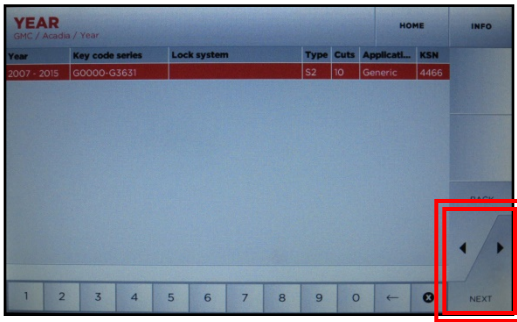 YEAR
GMC / Acadia / Year
HOME
INFO
Year Key code series Lock system Type Cuts Applicati... KSN
2007 - 2015 G0000-G3631 S2 10 Generic 4466
BACK
1 2 3 4 5 6 7 8 9 0 ←
NEXT